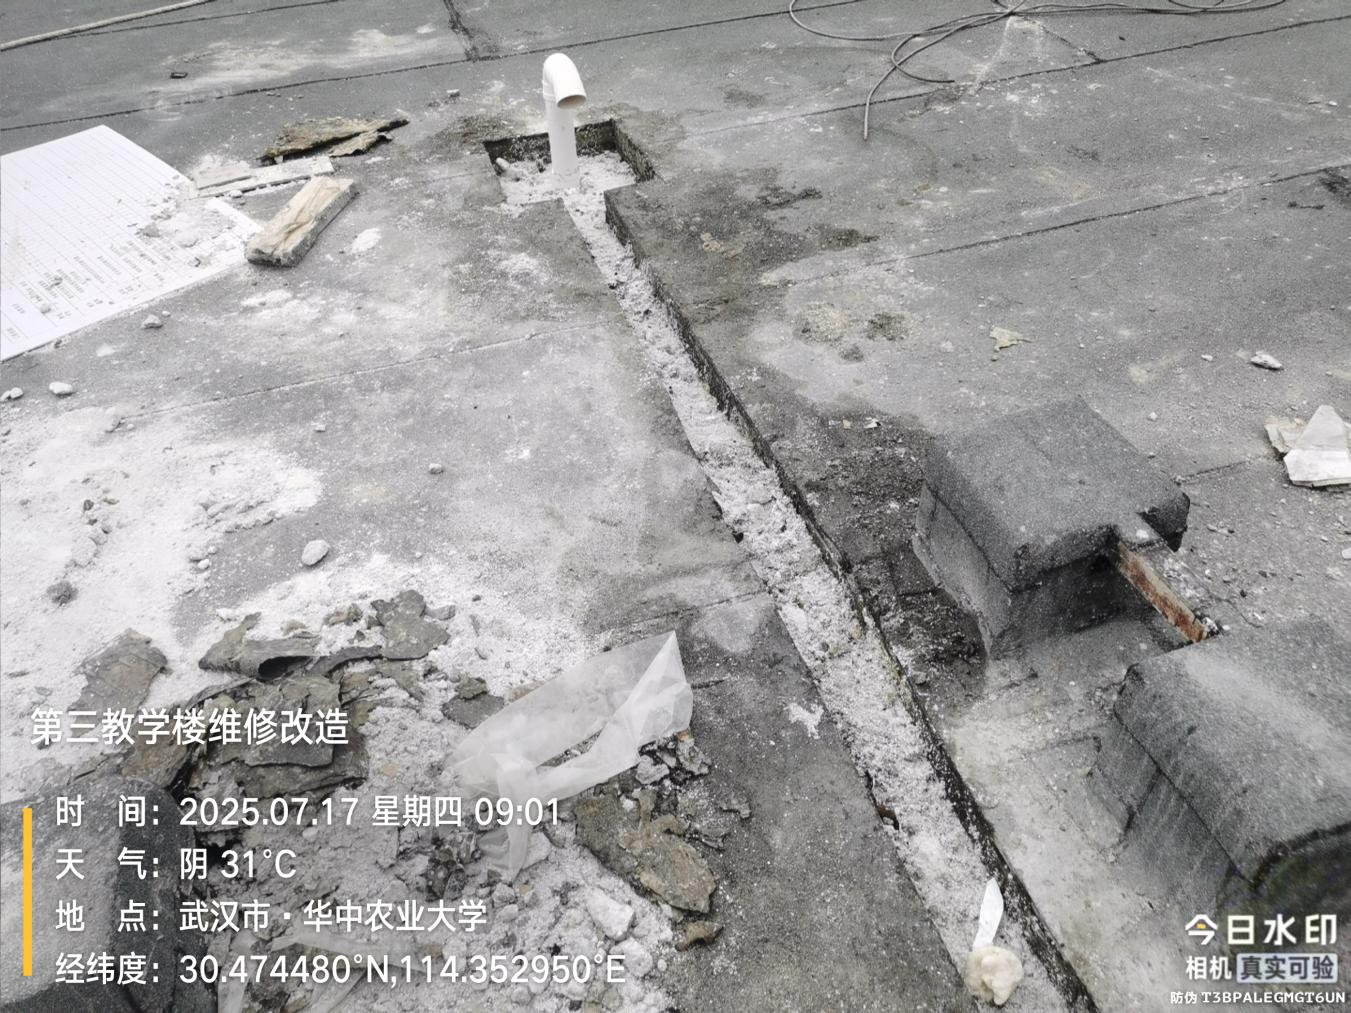 第三教学楼维修改造
时 间：2025.07.17 星期四 09:01
天 气：阴 31°C
地 点：武汉市·华中农业大学
经纬度：30.474480°N,114.352950°E
今日水印
相机 真实可验
防伪 T3BPALEGMGT6UN